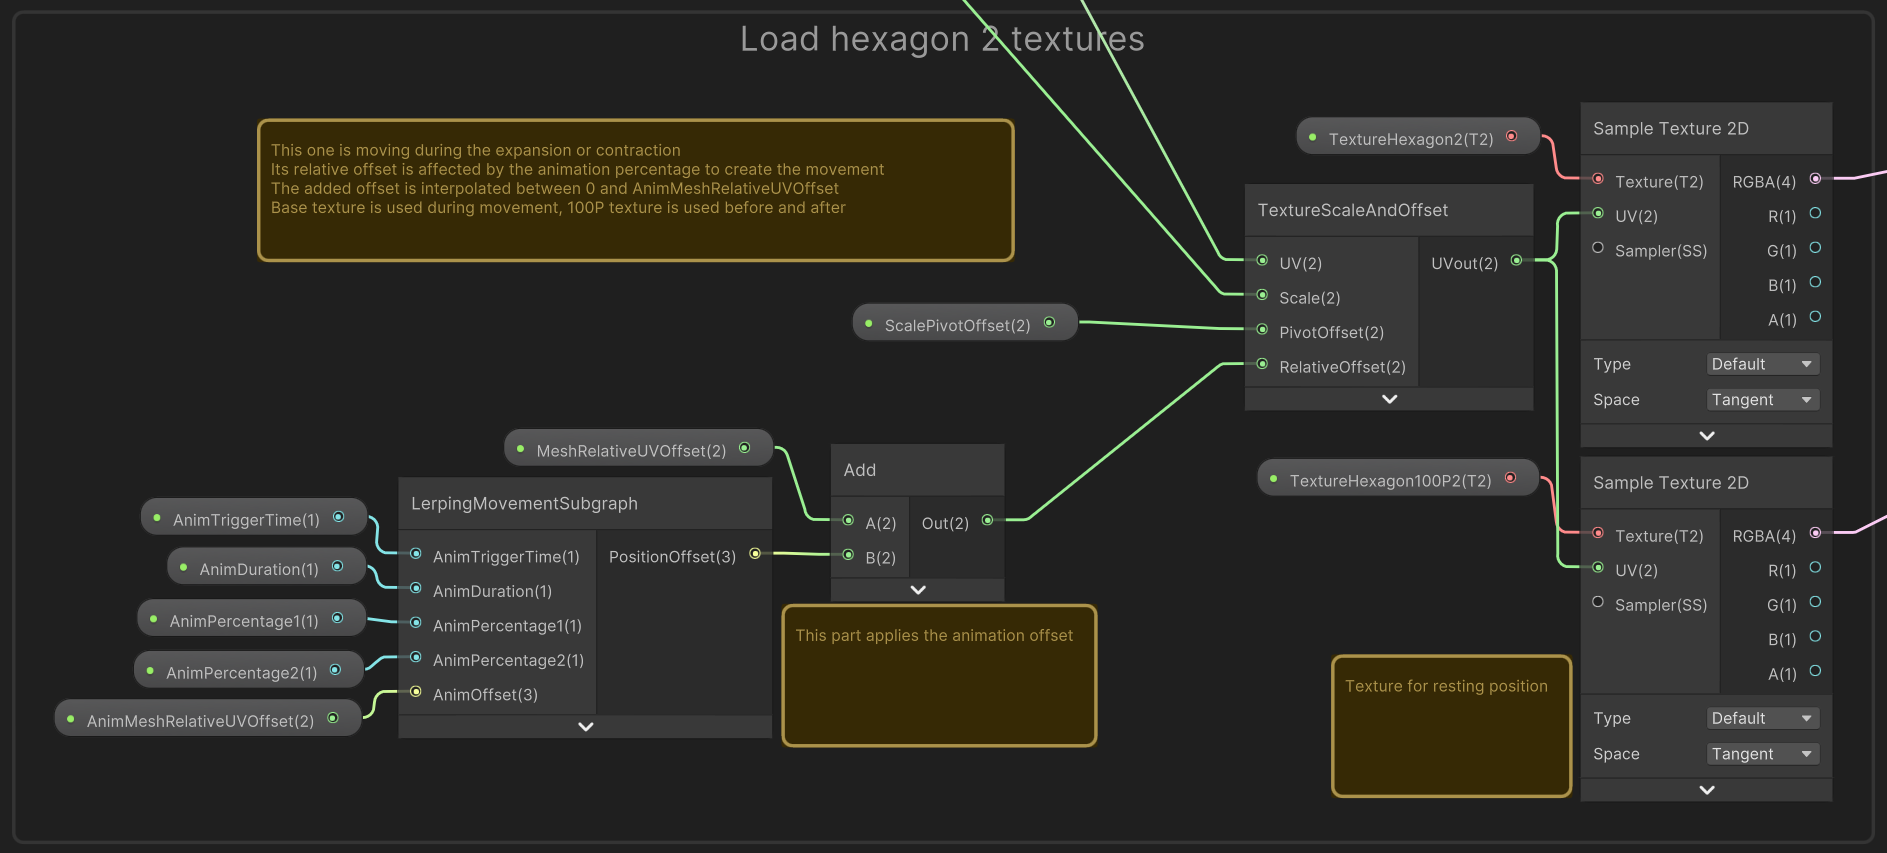 Load hexagon 2 textures
This one is moving during the expansion or contraction
Its relative offset is affected by the animation percentage to create the movement
The added offset is interpolated between 0 and AnimMeshRelativeUVOffset
Base texture is used during movement, 100P texture is used before and after
TextureHexagon2(T2)
Sample Texture 2D
Texture(T2) RGBA(4)
UV(2) R(1)
Sampler(SS) G(1)
B(1)
A(1)
Type Default
Space Tangent
TextureScaleAndOffset
UV(2) UVout(2)
Scale(2)
PivotOffset(2)
RelativeOffset(2)
ScalePivotOffset(2)
MeshRelativeUVOffset(2)
Add
A(2) Out(2)
B(2)
This part applies the animation offset
AnimTriggerTime(1)
AnimDuration(1)
AnimPercentage1(1)
AnimPercentage2(1)
AnimMeshRelativeUVOffset(2)
LerpingMovementSubgraph
AnimTriggerTime(1) PositionOffset(3)
AnimDuration(1)
AnimPercentage1(1)
AnimPercentage2(1)
AnimOffset(3)
TextureHexagon100P2(T2)
Sample Texture 2D
Texture(T2) RGBA(4)
UV(2) R(1)
Sampler(SS) G(1)
B(1)
A(1)
Type Default
Space Tangent
Texture for resting position